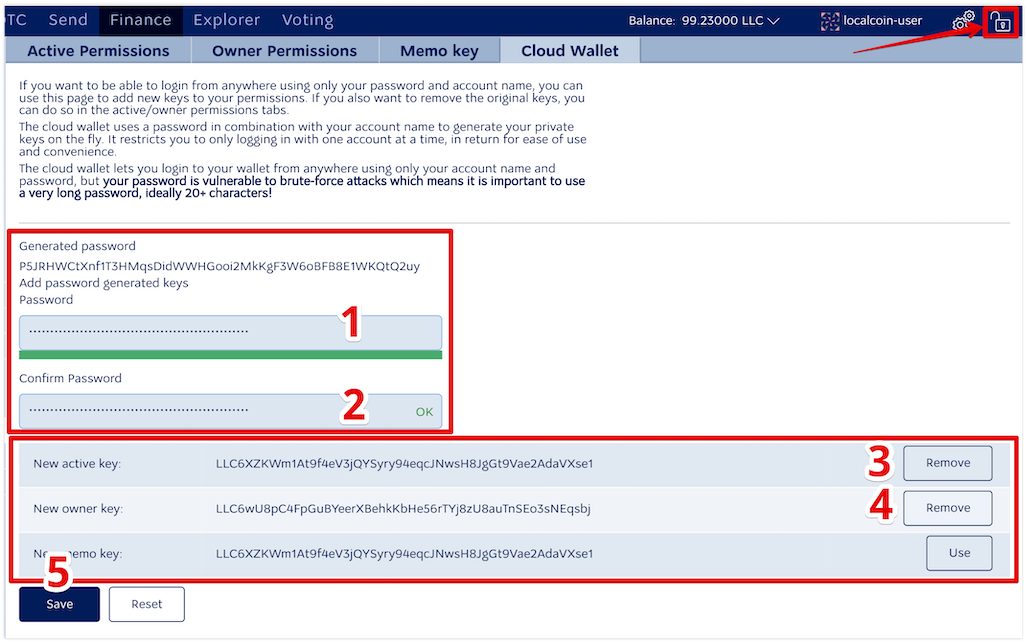 TC Send Finance Explorer Voting Balance: 99.23000 LLC localcoin-user
Active Permissions Owner Permissions Memo key Cloud Wallet
If you want to be able to login from anywhere using only your password and account name, you can
use this page to add new keys to your permissions. If you also want to remove the original keys, you
can do so in the active/owner permissions tabs.
The cloud wallet uses a password in combination with your account name to generate your private
keys on the fly. It restricts you to only logging in with one account at a time, in return for ease of use
and convenience.
The cloud wallet lets you login to your wallet from anywhere using only your account name and
password, but your password is vulnerable to brute-force attacks which means it is important to use
a very long password, ideally 20+ characters!
Generated password
P5JRHWCtXnf1T3HMqsDidWWHGooi2MkKgF3W6oBFB8E1WKQtQ2uy
Add password generated keys
Password
1
Confirm Password
2 OK
New active key: LLC6XZKWm1At9f4eV3jQYSyry94eqcJNwsH8JgGt9Vae2AdaVXse1 3 Remove
New owner key: LLC6wU8pC4FpGuBYeerXBehkKbHe56rTYj8zU8auTnSEo3sNEqsbj 4 Remove
New memo key: LLC6XZKWm1At9f4eV3jQYSyry94eqcJNwsH8JgGt9Vae2AdaVXse1 Use
5
Save Reset